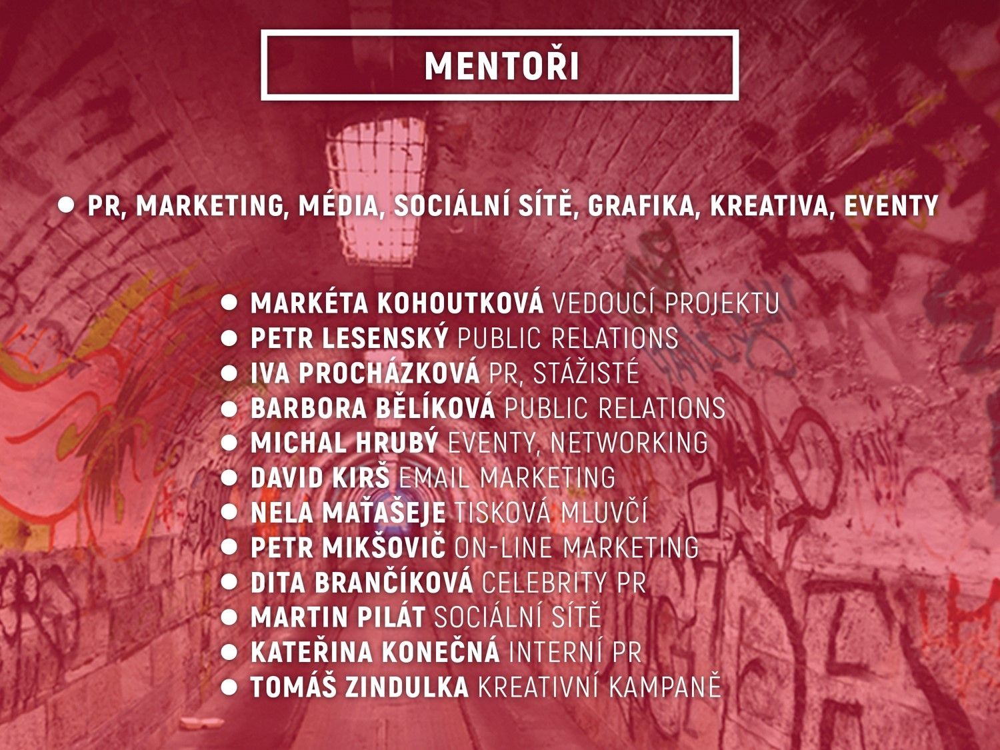 MENTOŘI
● PR, MARKETING, MÉDIA, SOCIÁLNÍ SÍTĚ, GRAFIKA, KREATIVA, EVENTY
● MARKÉTA KOHOUTKOVÁ VEDOUCÍ PROJEKTU
● PETR LESENSKÝ PUBLIC RELATIONS
● IVA PROCHÁZKOVÁ PR, STÁŽISTÉ
● BARBORA BĚLÍKOVÁ PUBLIC RELATIONS
● MICHAL HRUBÝ EVENTY, NETWORKING
● DAVID KIRŠ EMAIL MARKETING
● NELA MAŤAŠEJE TISKOVÁ MLUVČÍ
● PETR MIKŠOVIČ ON-LINE MARKETING
● DITA BRANČÍKOVÁ CELEBRITY PR
● MARTIN PILÁT SOCIÁLNÍ SÍTĚ
● KATEŘINA KONEČNÁ INTERNÍ PR
● TOMÁŠ ZINDULKA KREATIVNÍ KAMPANĚ